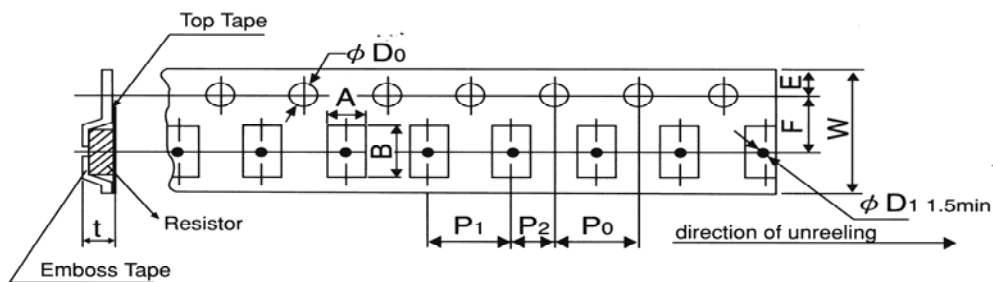 Top Tape
φ D0
A
B
E
F
W
Resistor
t
Emboss Tape
P1
P2
P0
φ D1 1.5min
direction of unreeling